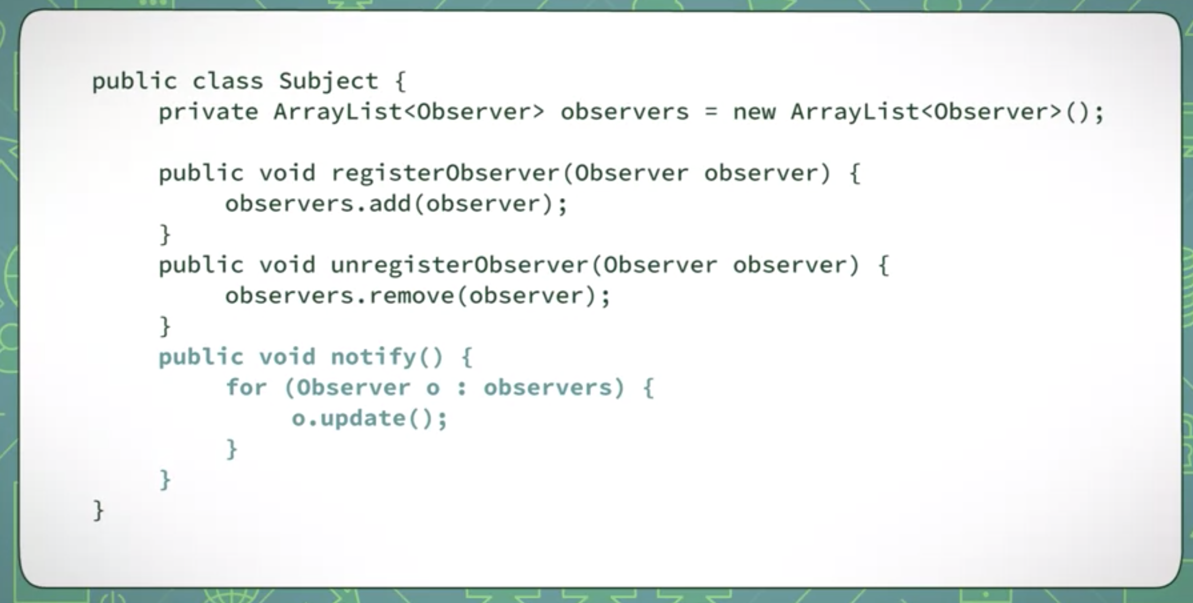 public class Subject {
private ArrayList<Observer> observers = new ArrayList<Observer>();
public void registerObserver(Observer observer) {
observers.add(observer);
}
public void unregisterObserver(Observer observer) {
observers.remove(observer);
}
public void notify() {
for (Observer o : observers) {
o.update();
}
}
}